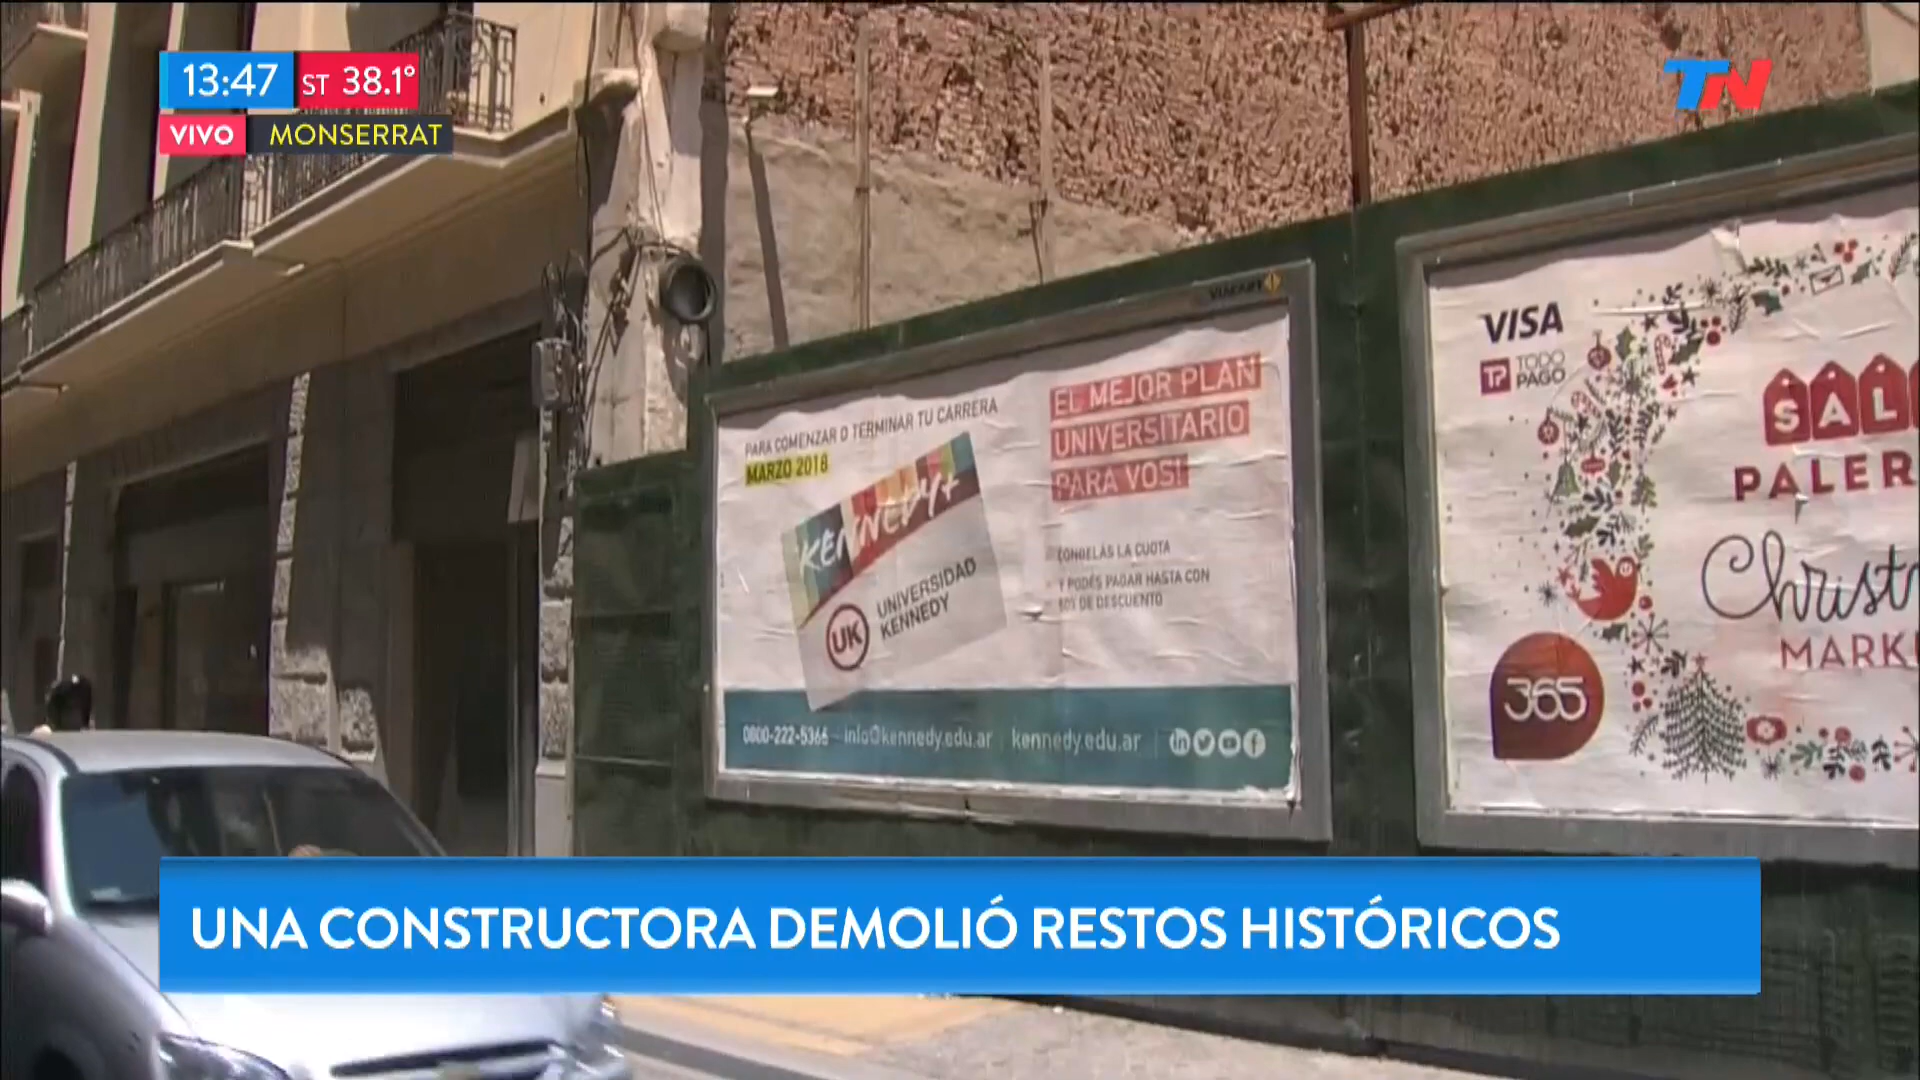 13:47 ST 38.1°
VIVO MONSERRAT
TN
PARA COMENZAR O TERMINAR TU CARRERA
MARZO 2018
KENNEDY+
UK
UNIVERSIDAD
KENNEDY
EL MEJOR PLAN
UNIVERSITARIO
PARA VOS!
CONGELÁS LA CUOTA
Y PODÉS PAGAR HASTA CON
50% DE DESCUENTO
0800-222-5366 info@kennedy.edu.ar kennedy.edu.ar in f
VISA
TP TODO
PAGO
SAL
PALER
Christ
MARK
365
UNA CONSTRUCTORA DEMOLIÓ RESTOS HISTÓRICOS